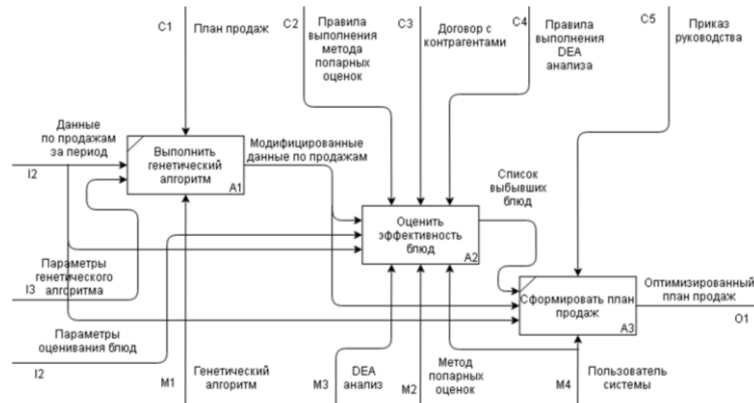 C1
План продаж
C2
Правила
выполнения
метода
попарных
оценок
C3
Договор с
контрагентами
C4
Правила
выполнения
DEA
анализа
C5
Приказ
руководства
Данные
по продажам
за период
I2
Выполнить
генетический
алгоритм
A1
Модифицированные
данные по продажам
Список
выбывших
блюд
Оценить
эффективность
блюд
A2
Параметры
генетического
алгоритма
I3
Сформировать план
продаж
A3
Оптимизированный
план продаж
O1
Параметры
оценивания блюд
I2
M1
Генетический
алгоритм
M3
DEA
анализ
M2
Метод
попарных
оценок
M4
Пользователь
системы